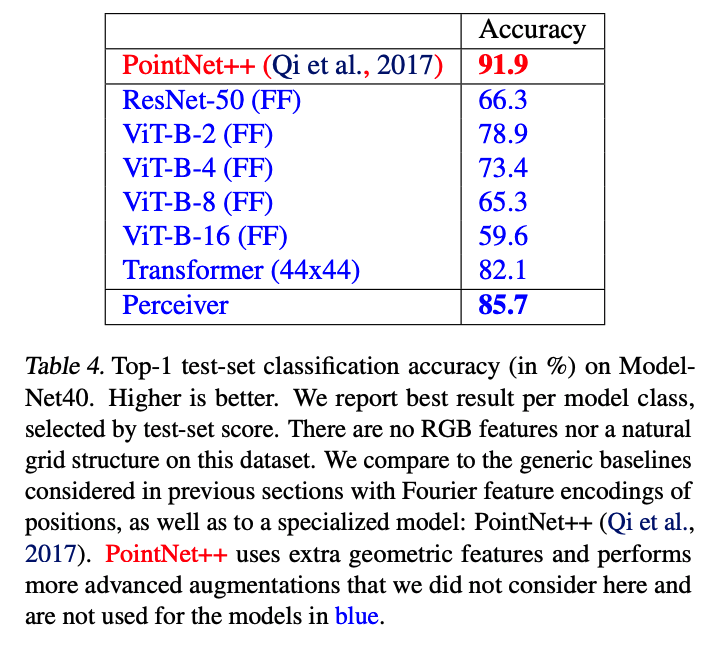 Accuracy
PointNet++ (Qi et al., 2017) 91.9
ResNet-50 (FF) 66.3
ViT-B-2 (FF) 78.9
ViT-B-4 (FF) 73.4
ViT-B-8 (FF) 65.3
ViT-B-16 (FF) 59.6
Transformer (44x44) 82.1
Perceiver 85.7
Table 4. Top-1 test-set classification accuracy (in %) on Model-
Net40. Higher is better. We report best result per model class,
selected by test-set score. There are no RGB features nor a natural
grid structure on this dataset. We compare to the generic baselines
considered in previous sections with Fourier feature encodings of
positions, as well as to a specialized model: PointNet++ (Qi et al.,
2017). PointNet++ uses extra geometric features and performs
more advanced augmentations that we did not consider here and
are not used for the models in blue.